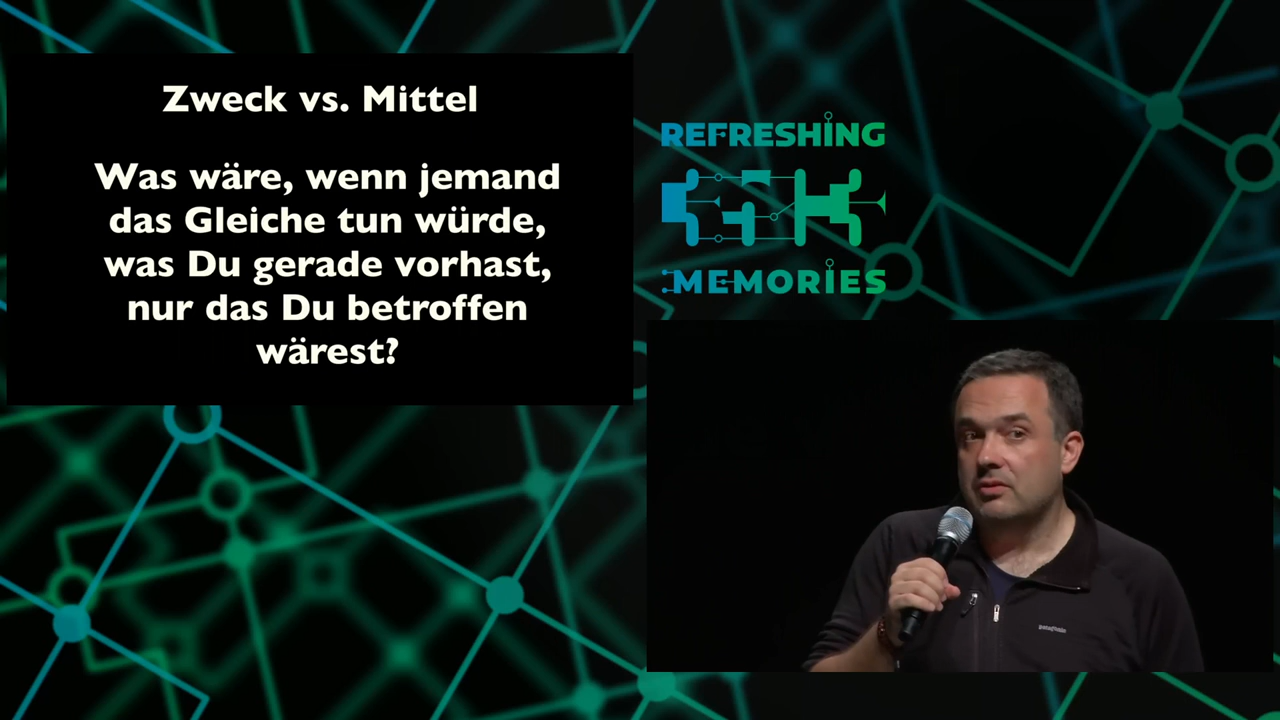 Zweck vs. Mittel
Was wäre, wenn jemand
das Gleiche tun würde,
was Du gerade vorhast,
nur das Du betroffen
wärest?
REFRESHING
MEMORIES
patagonia